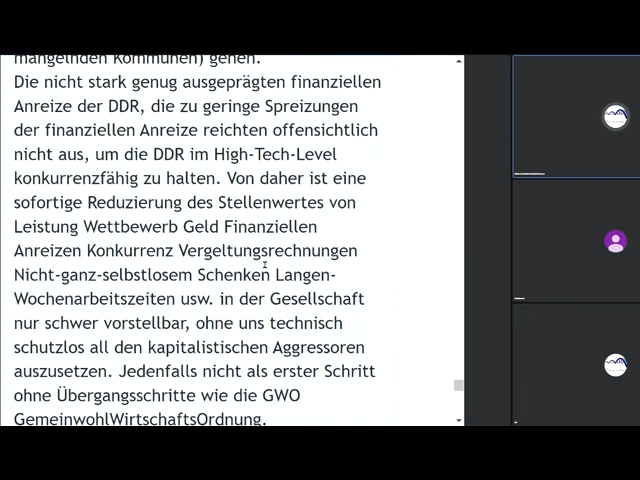 mangelnden Kommunen) gehen.
Die nicht stark genug ausgeprägten finanziellen
Anreize der DDR, die zu geringe Spreizungen
der finanziellen Anreize reichten offensichtlich
nicht aus, um die DDR im High-Tech-Level
konkurrenzfähig zu halten. Von daher ist eine
sofortige Reduzierung des Stellenwertes von
Leistung Wettbewerb Geld Finanziellen
Anreizen Konkurrenz Vergeltungsrechnungen
Nicht-ganz-selbstlosem Schenken Langen-
Wochenarbeitszeiten usw. in der Gesellschaft
nur schwer vorstellbar, ohne uns technisch
schutzlos all den kapitalistischen Aggressoren
auszusetzen. Jedenfalls nicht als erster Schritt
ohne Übergangsschritte wie die GWO
GemeinwohlWirtschaftsOrdnung.